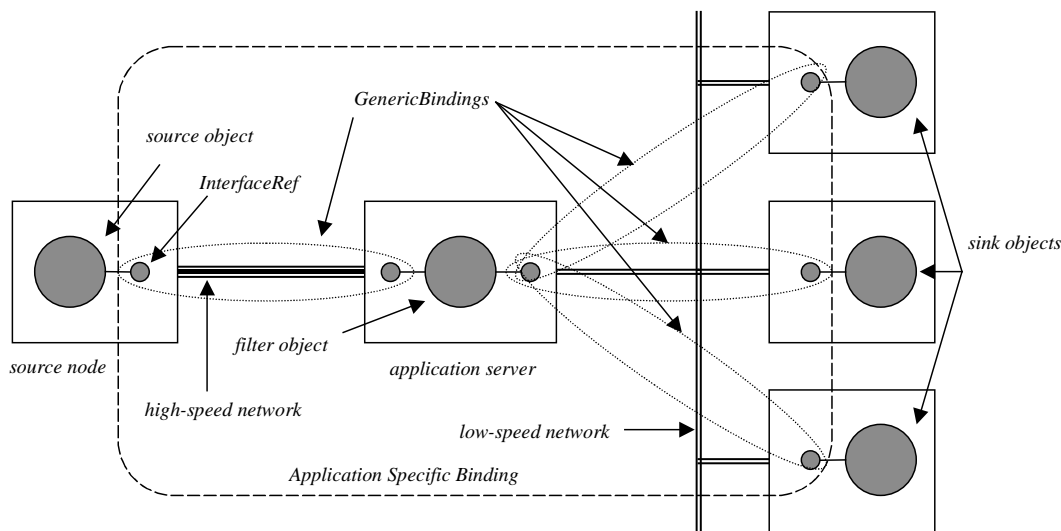 GenericBindings
source object
InterfaceRef
sink objects
filter object
source node
application server
high-speed network
low-speed network
Application Specific Binding